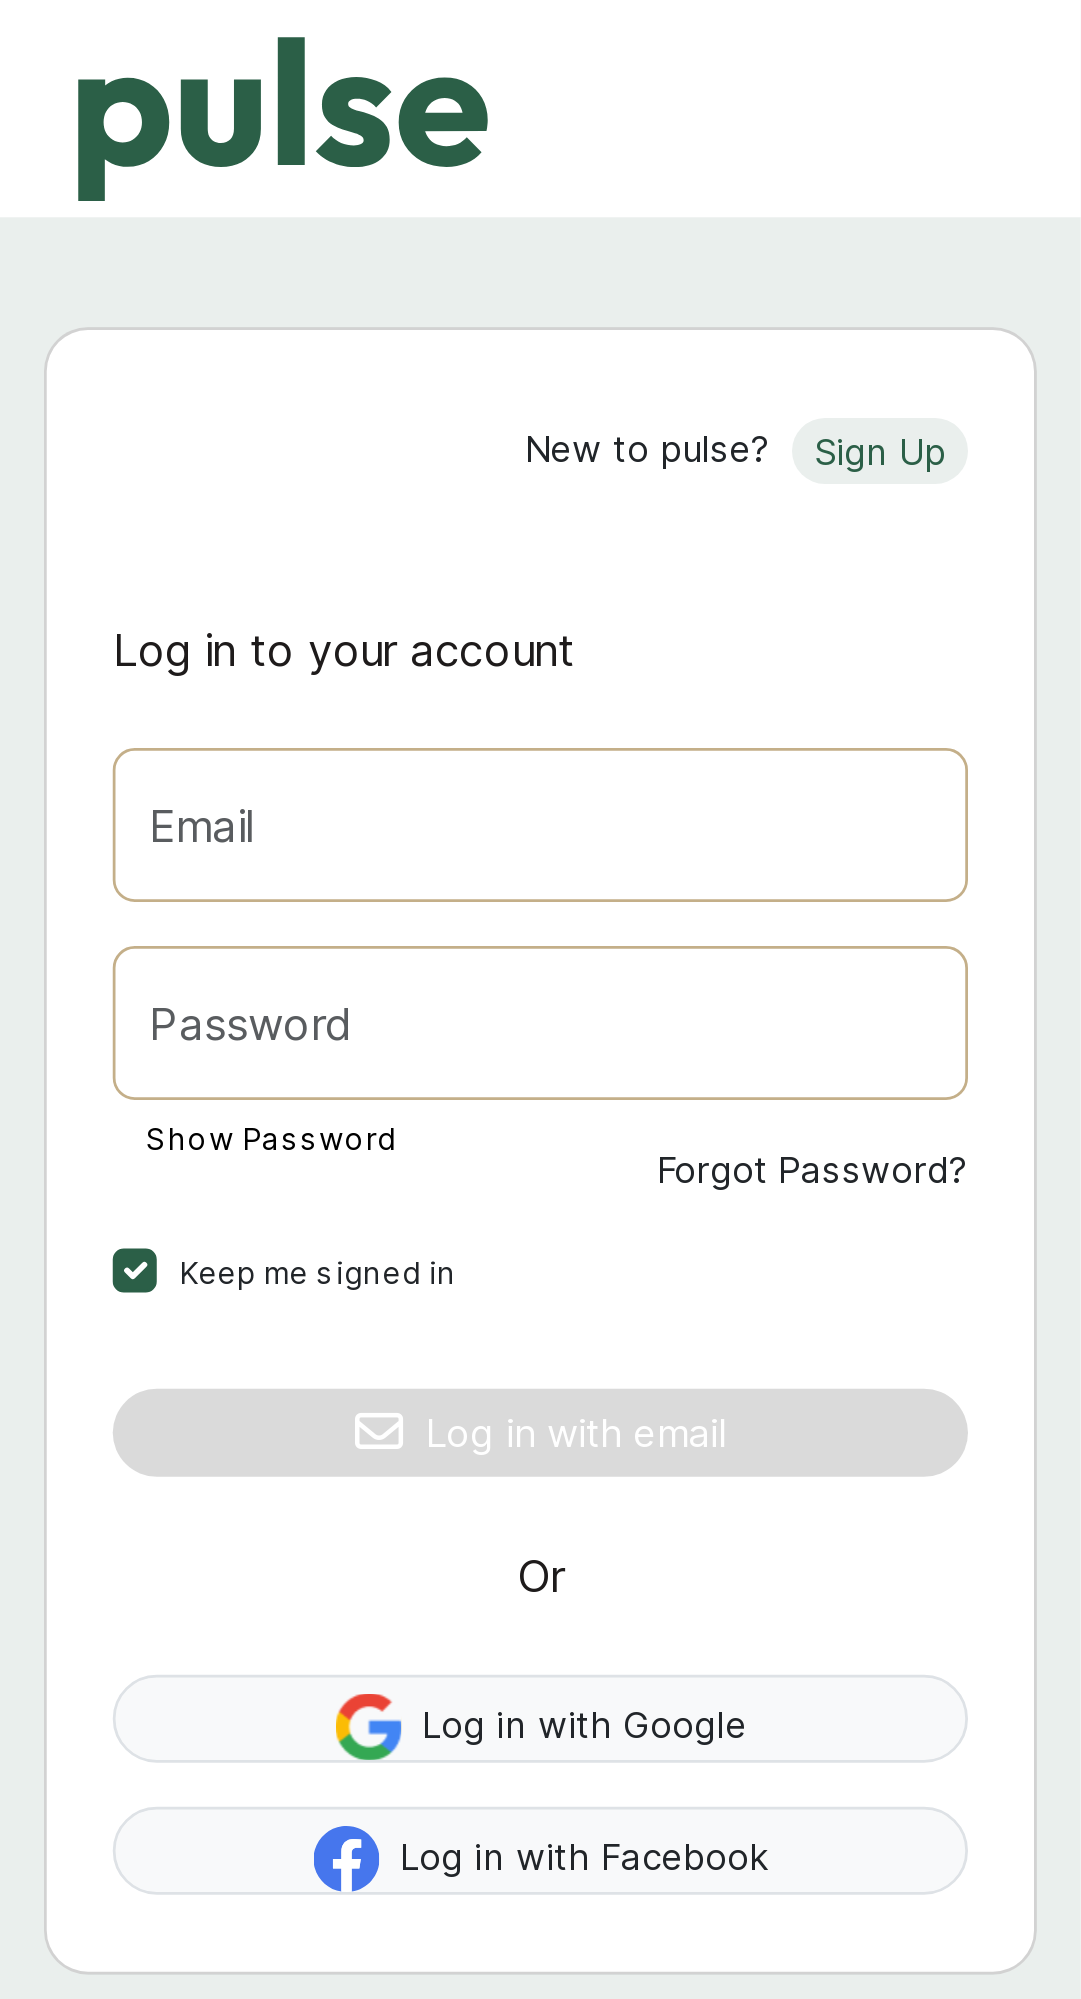 pulse
New to pulse? Sign Up
Log in to your account
Email
Password
Show Password
Forgot Password?
Keep me signed in
Log in with email
Or
Log in with Google
Log in with Facebook